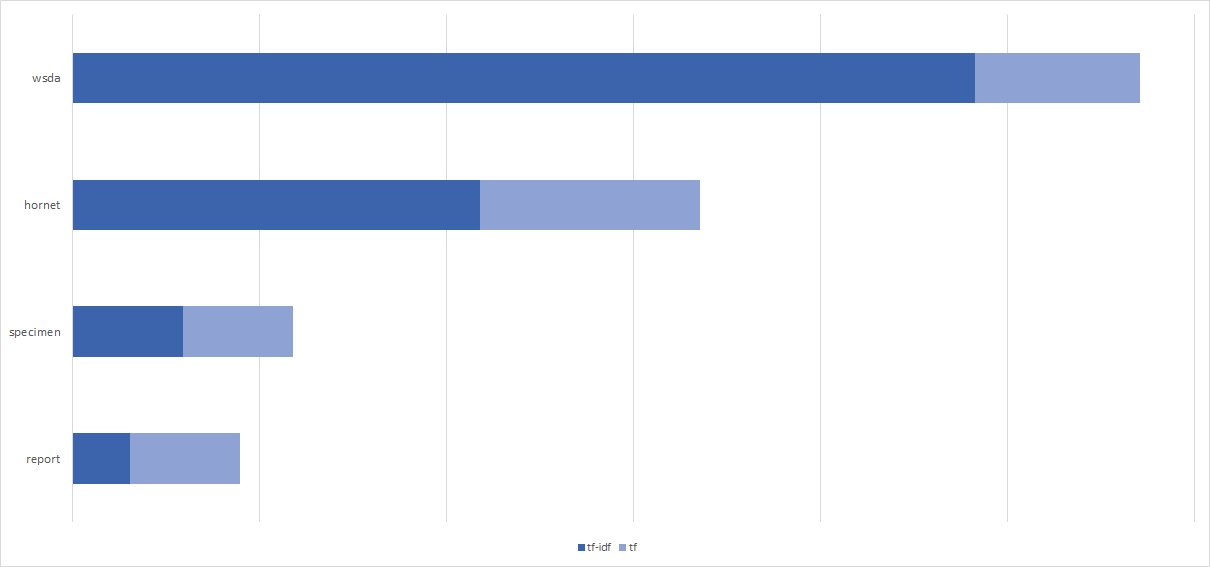 wsda
hornet
specimen
report
tf-idf tf